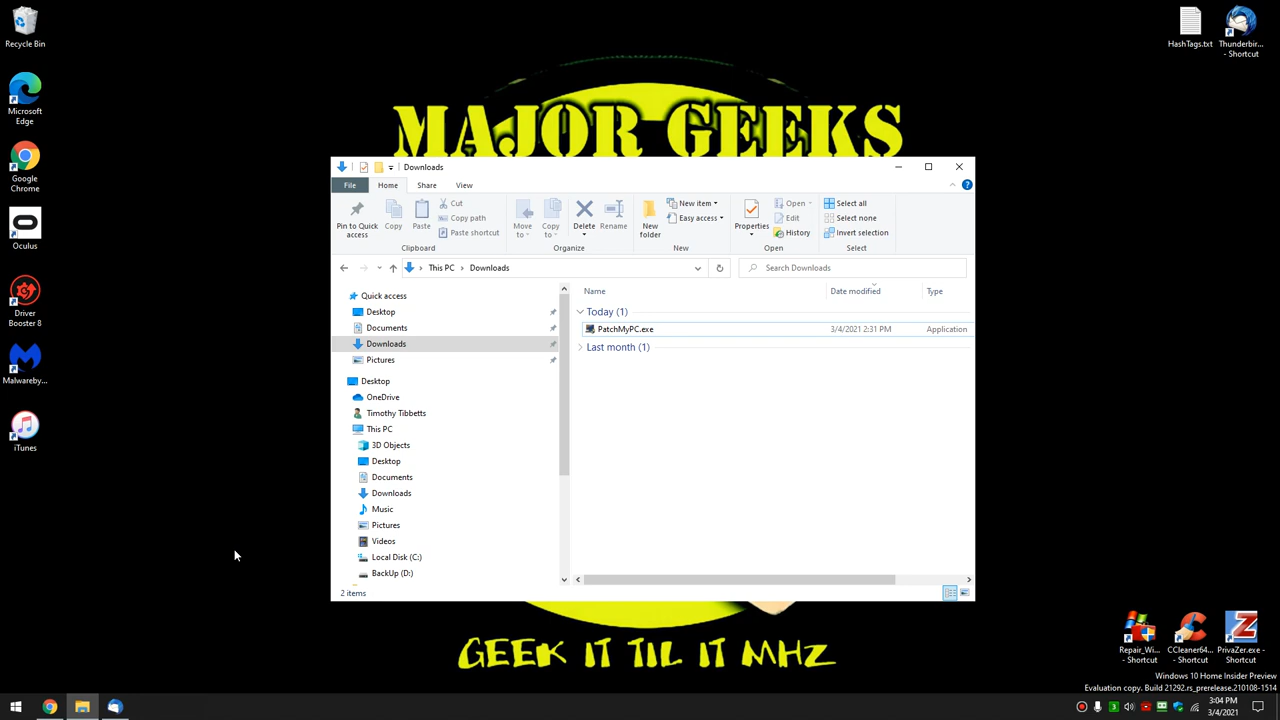 Recycle Bin
Microsoft Edge
Google Chrome
Oculus
Driver Booster 8
Malwareby...
iTunes
HashTags.txt
Thunderbir... - Shortcut
MAJOR GEEKS
Downloads
File Home Share View
Pin to Quick access
Copy
Paste
Cut
Copy path
Paste shortcut
Clipboard
Move to
Copy to
Delete
Rename
Organize
New folder
New item
Easy access
New
Properties
Open
Edit
History
Open
Select all
Select none
Invert selection
Select
This PC > Downloads
Search Downloads
Quick access
Desktop
Documents
Downloads
Pictures
Desktop
OneDrive
Timothy Tibbetts
This PC
3D Objects
Desktop
Documents
Downloads
Music
Pictures
Videos
Local Disk (C:)
BackUp (D:)
Name Date modified Type
Today (1)
PatchMyPC.exe 3/4/2021 2:31 PM Application
Last month (1)
2 items
GEEK IT TIL IT MHZ
Repair_Wi... - Shortcut
CCleaner64... - Shortcut
PrivaZer.exe - Shortcut
Windows 10 Home Insider Preview
Evaluation copy. Build 21292.rs_prerelease.210108-1514
3
3:04 PM
3/4/2021